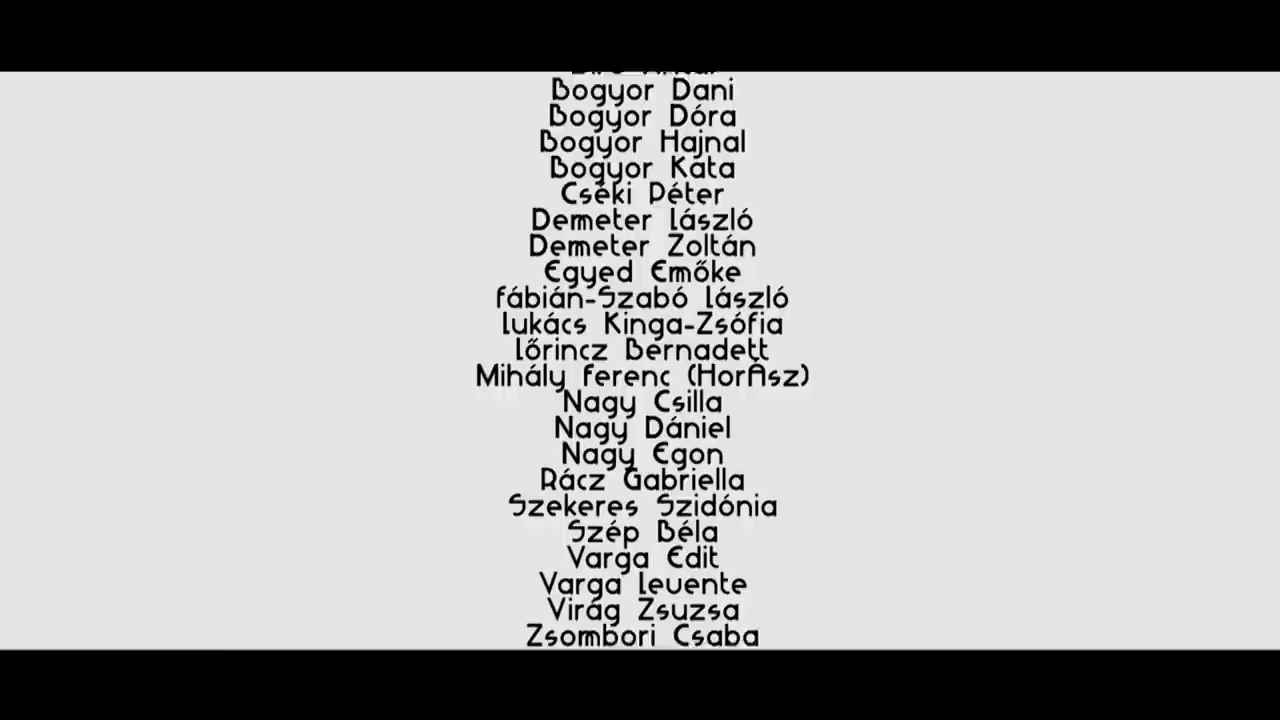 Bogyor Dani
Bogyor Dóra
Bogyor Hajnal
Bogyor Kata
Cséki Péter
Demeter László
Demeter Zoltán
Egyed Emőke
Fábián-Szabó László
Lukács Kinga-Zsófia
Lőrincz Bernadett
Mihály Ferenc (HorÁsz)
Nagy Csilla
Nagy Dániel
Nagy Egon
Rácz Gabriella
Szekeres Szidónia
Szép Béla
Varga Edit
Varga Levente
Virág Zsuzsa
Zsombori Csaba